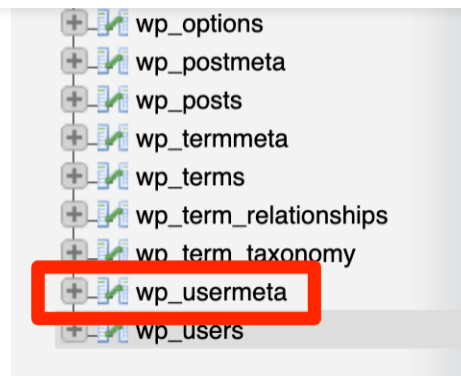 wp_options
wp_postmeta
wp_posts
wp_termmeta
wp_terms
wp_term_relationships
wp_term_taxonomy
wp_usermeta
wp_users